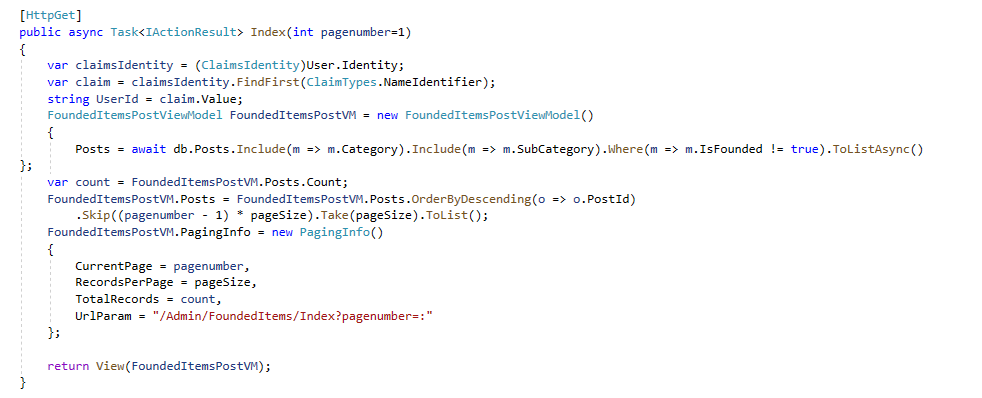 [HttpGet]
public async Task<IActionResult> Index(int pagenumber=1)
{
    var claimsIdentity = (ClaimsIdentity)User.Identity;
    var claim = claimsIdentity.FindFirst(ClaimTypes.NameIdentifier);
    string UserId = claim.Value;
    FoundedItemsPostViewModel FoundedItemsPostVM = new FoundedItemsPostViewModel()
    {
        Posts = await db.Posts.Include(m => m.Category).Include(m => m.SubCategory).Where(m => m.IsFounded != true).ToListAsync()
};
    var count = FoundedItemsPostVM.Posts.Count;
    FoundedItemsPostVM.Posts = FoundedItemsPostVM.Posts.OrderByDescending(o => o.PostId)
        .Skip((pagenumber - 1) * pageSize).Take(pageSize).ToList();
    FoundedItemsPostVM.PagingInfo = new PagingInfo()
    {
        CurrentPage = pagenumber,
        RecordsPerPage = pageSize,
        TotalRecords = count,
        UrlParam = "/Admin/FoundedItems/Index?pagenumber=:"
    };
    return View(FoundedItemsPostVM);
}